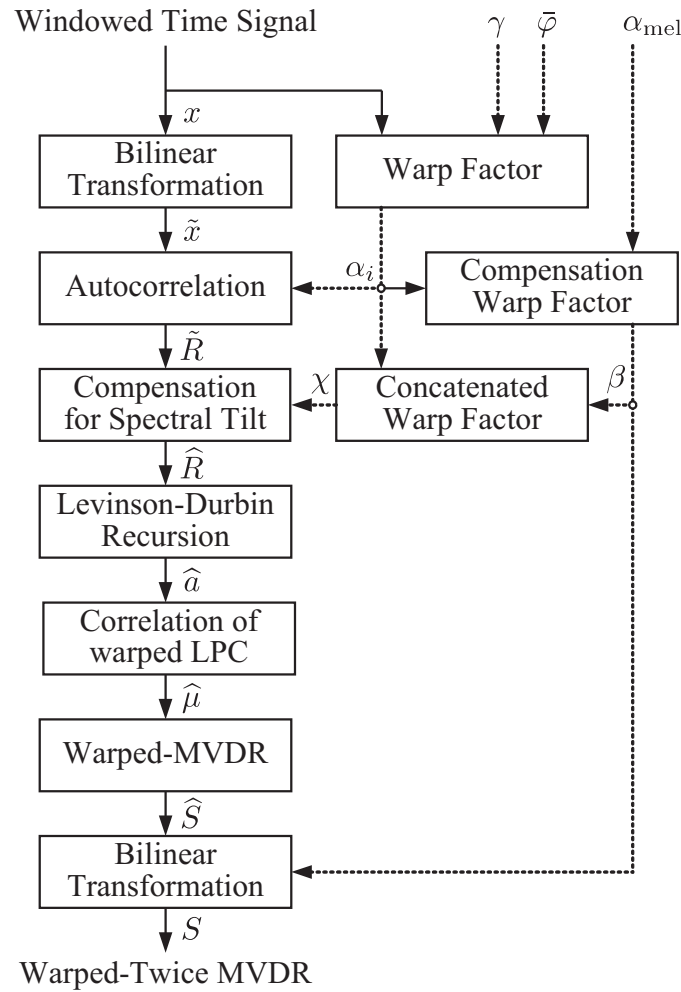 Windowed Time Signal
γ
φ̄
α_mel
x
Bilinear
Transformation
Warp Factor
x̃
Autocorrelation
α_i
Compensation
Warp Factor
R̃
Compensation
for Spectral Tilt
χ
Concatenated
Warp Factor
β
R̂
Levinson-Durbin
Recursion
â
Correlation of
warped LPC
μ̂
Warped-MVDR
Ŝ
Bilinear
Transformation
S
Warped-Twice MVDR